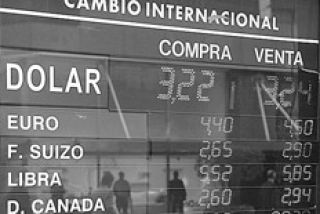 CAMBIO INTERNACIONAL
COMPRA VENTA
DOLAR 3,22 3,24
EURO 4,40 4,50
F. SUIZO 2,65 2,90
LIBRA 5,52 5,85
D. CANADA 2,60 2,94